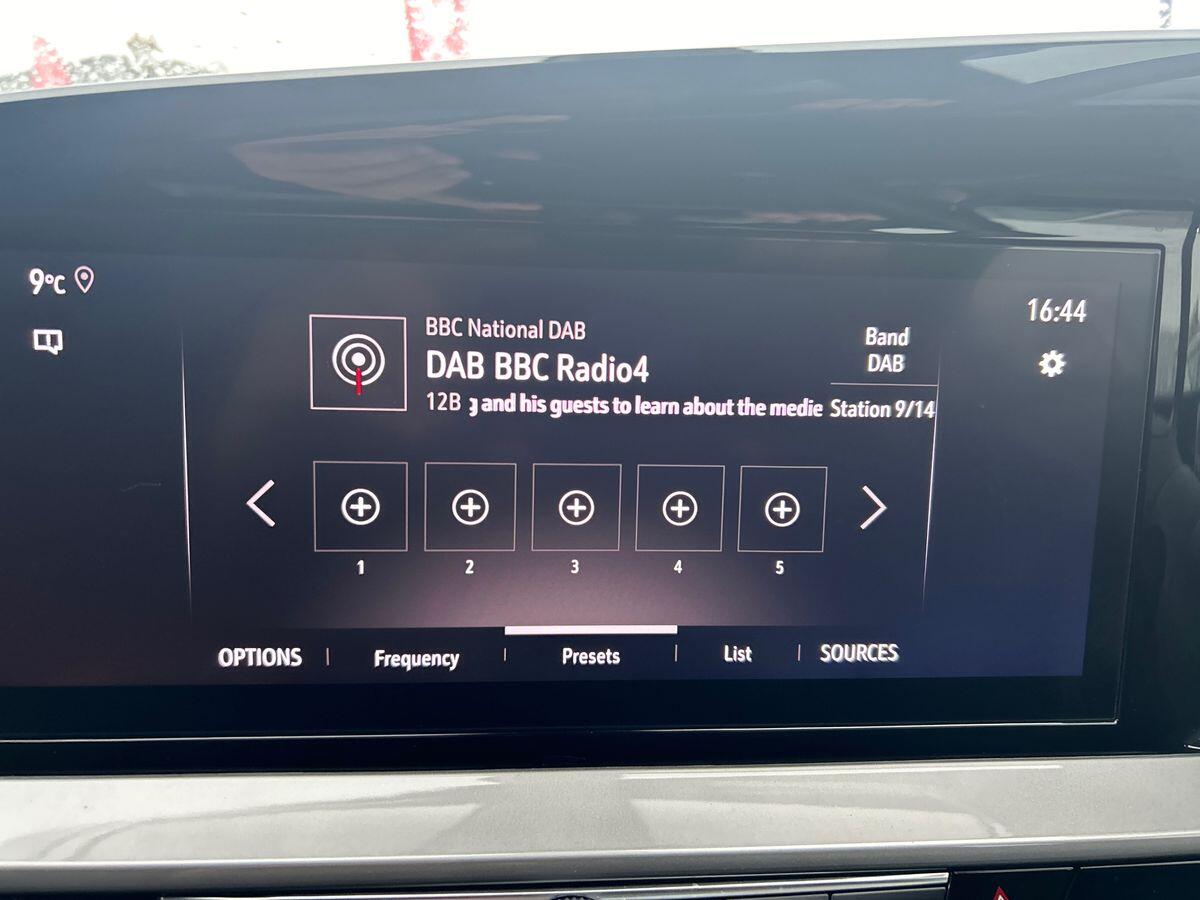 9°C
16:44
BBC National DAB
DAB BBC Radio4
12B g and his guests to learn about the medie
Band
DAB
Station 9/14
1 2 3 4 5
OPTIONS | Frequency | Presets | List | SOURCES